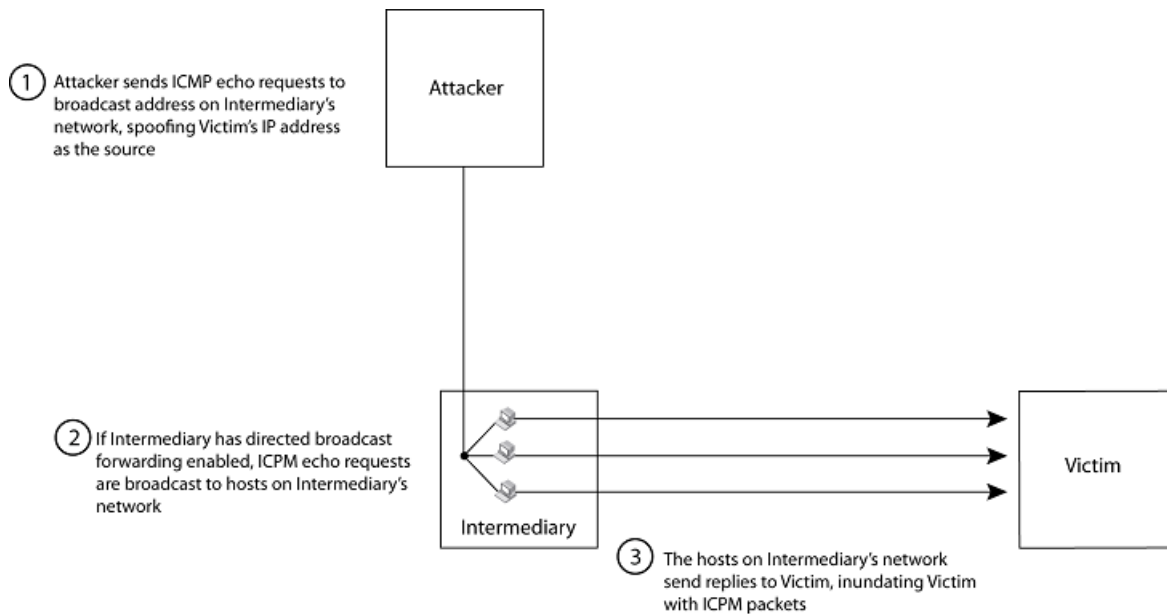 1
Attacker sends ICMP echo requests to
broadcast address on Intermediary's
network, spoofing Victim's IP address
as the source
Attacker
2
If Intermediary has directed broadcast
forwarding enabled, ICPM echo requests
are broadcast to hosts on Intermediary's
network
Intermediary
Victim
3
The hosts on Intermediary's network
send replies to Victim, inundating Victim
with ICPM packets